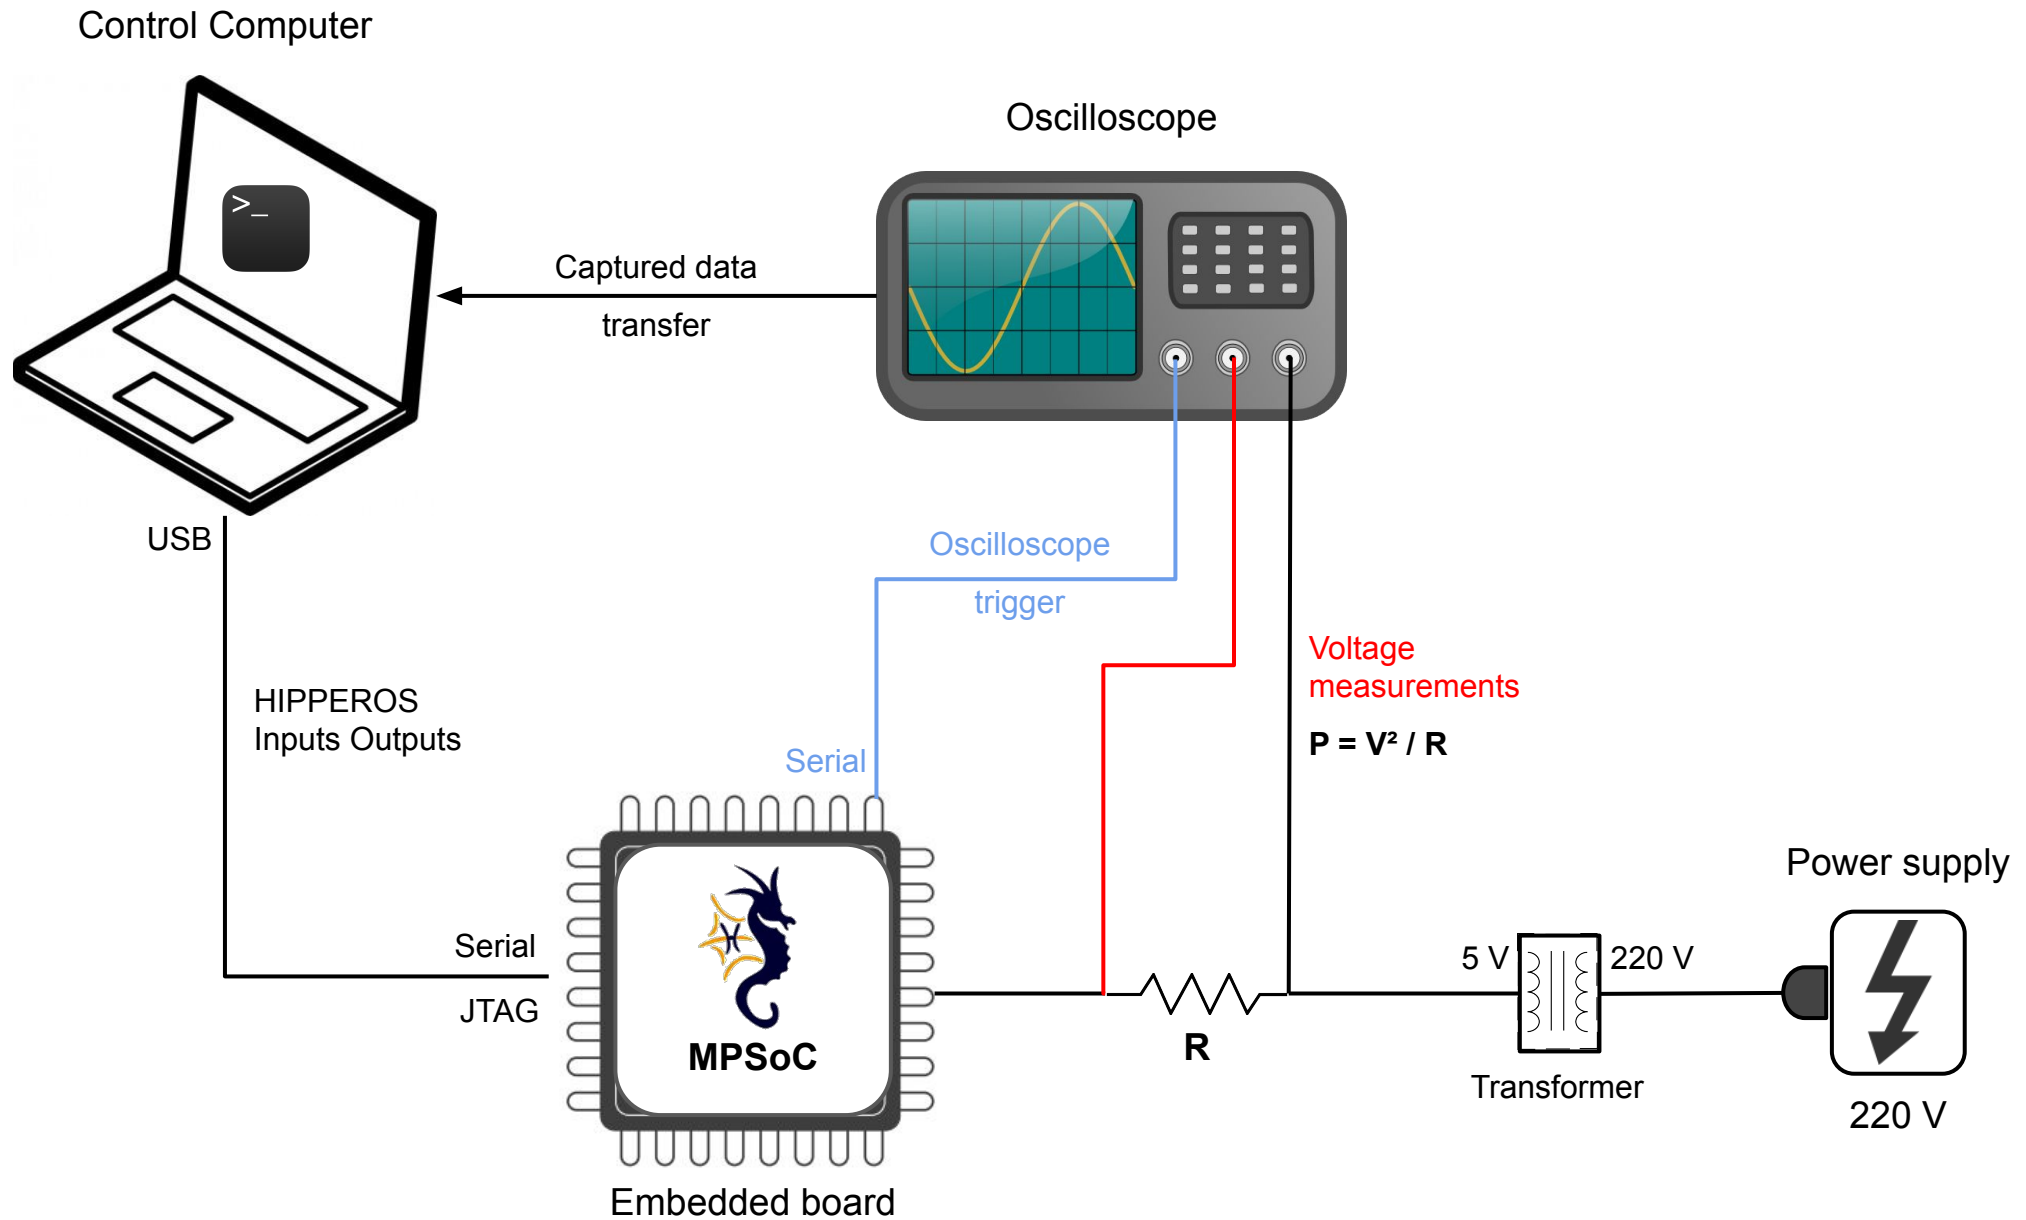 Control Computer
>_
Oscilloscope
Captured data
transfer
USB
Oscilloscope
trigger
HIPPEROS
Inputs Outputs
Voltage
measurements
P = V² / R
Serial
Serial
JTAG
H
MPSoC
Embedded board
R
5 V
220 V
Transformer
Power supply
220 V